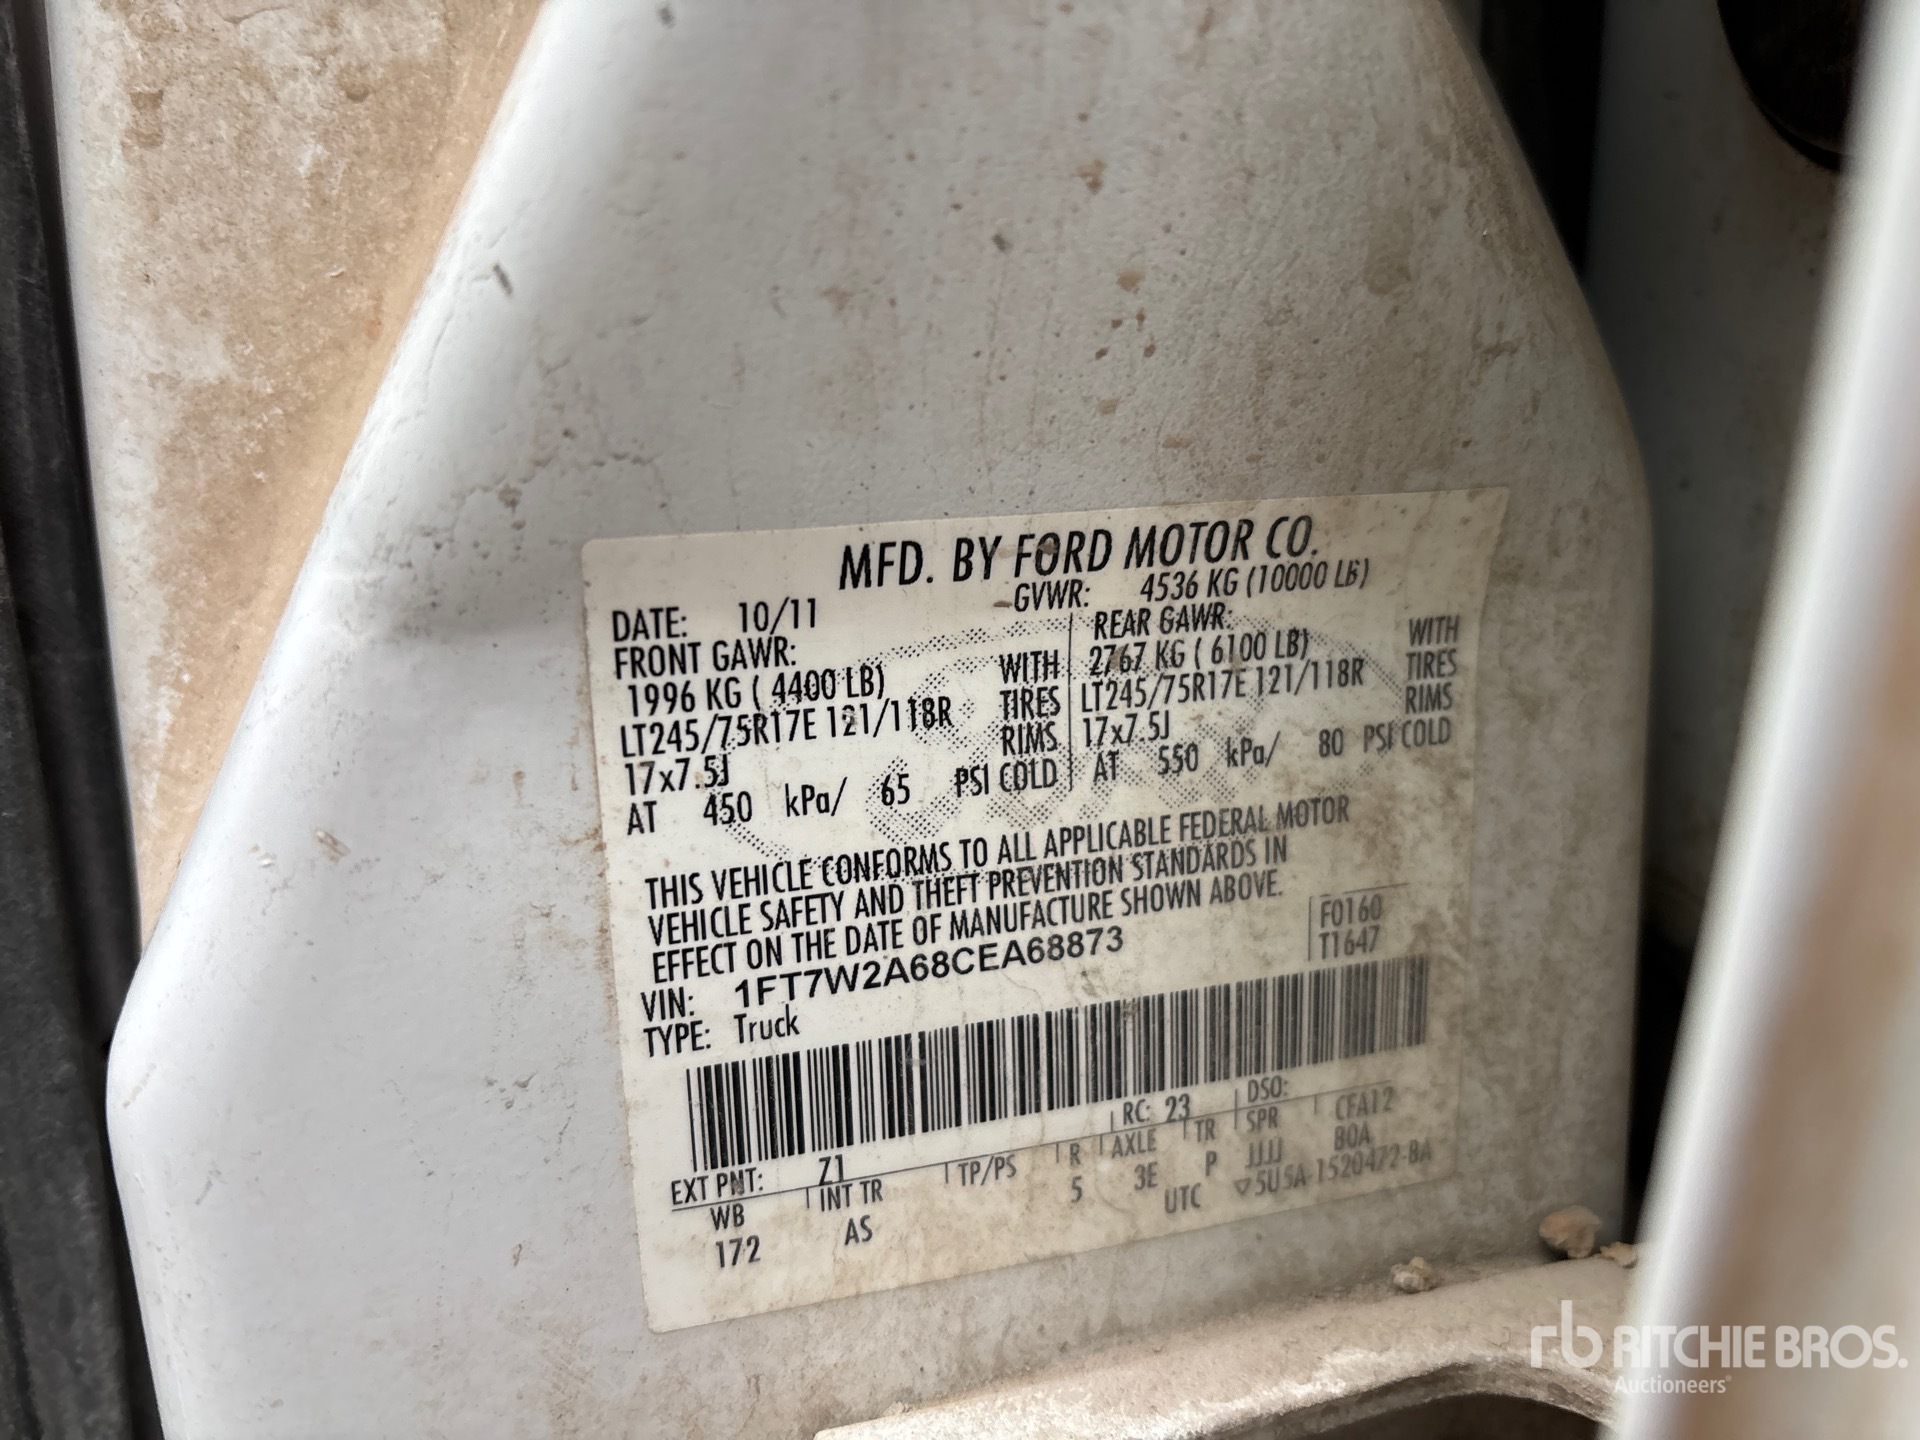 MFD. BY FORD MOTOR CO.
DATE: 10/11 GVWR: 4536 KG (10000 LB)
FRONT GAWR: REAR GAWR:
1996 KG ( 4400 LB) WITH 2767 KG ( 6100 LB) WITH
LT245/75R17E 121/118R TIRES LT245/75R17E 121/118R TIRES
17x7.5J RIMS 17x7.5J RIMS
AT 450 kPa/ 65 PSI COLD AT 550 kPa/ 80 PSI COLD
THIS VEHICLE CONFORMS TO ALL APPLICABLE FEDERAL MOTOR
VEHICLE SAFETY AND THEFT PREVENTION STANDARDS IN
EFFECT ON THE DATE OF MANUFACTURE SHOWN ABOVE.
VIN: 1FT7W2A68CEA68873
TYPE: Truck
F0160
T1647
EXT PNT: Z1 RC: 23 DSO:
WB INT TR TP/PS R AXLE TR SPR CFA12
172 AS 5 3E P JJJJ BOA
UTC ▽5U5A-1520472-BA
rb RITCHIE BROS.
Auctioneers